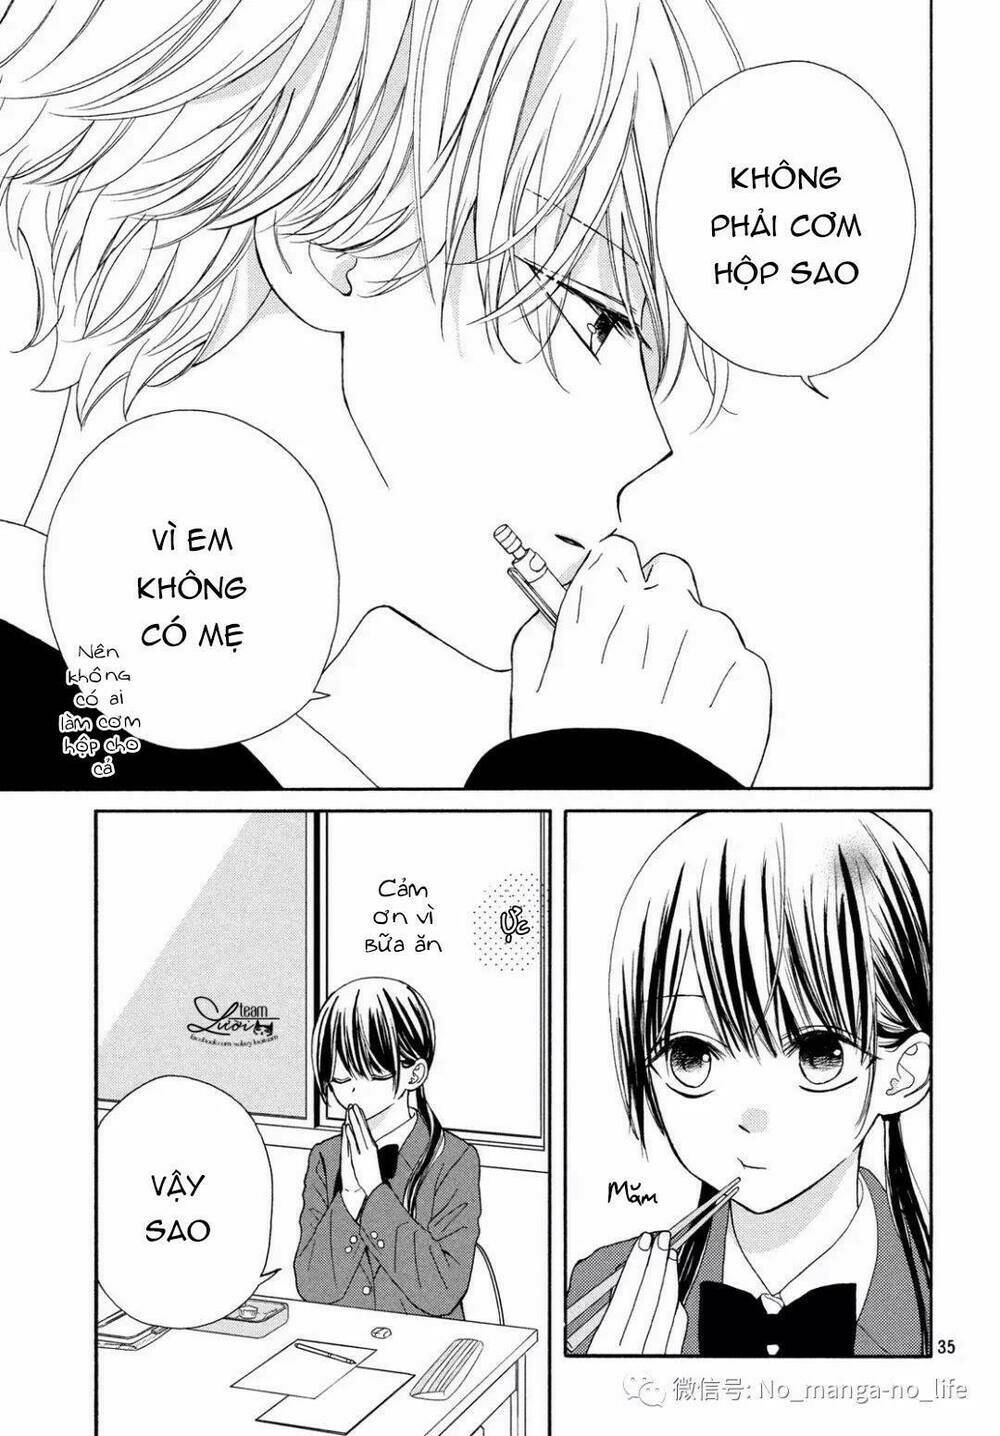 KHÔNG
PHẢI CƠM
HỘP SAO
VÌ EM
KHÔNG
CÓ MẸ
Nên
không
có ai
làm cơm
hộp cho
cả
Cảm
ơn vì
bữa ăn
ực
team
Lười
VẬY
SAO
Măm
35
微信号: No_manga-no_life